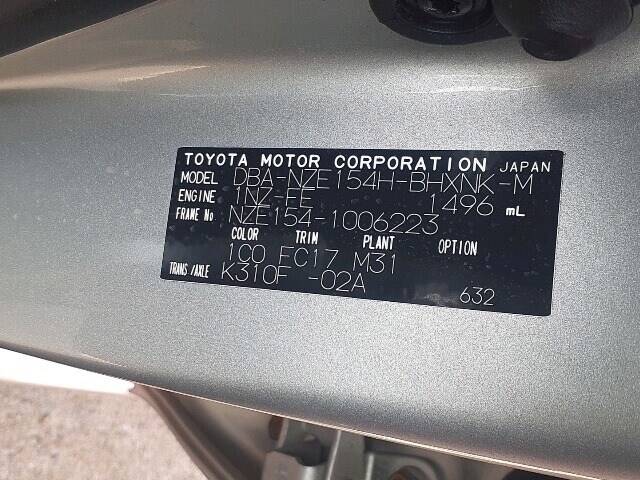 TOYOTA MOTOR CORPORATION JAPAN
MODEL DBA-NZE154H-BHXNK-M
ENGINE 1NZ-FE 1496 mL
FRAME No NZE154-1006223
COLOR TRIM PLANT OPTION
1C0 FC17 M31
TRANS/AXLE K310F -02A
632